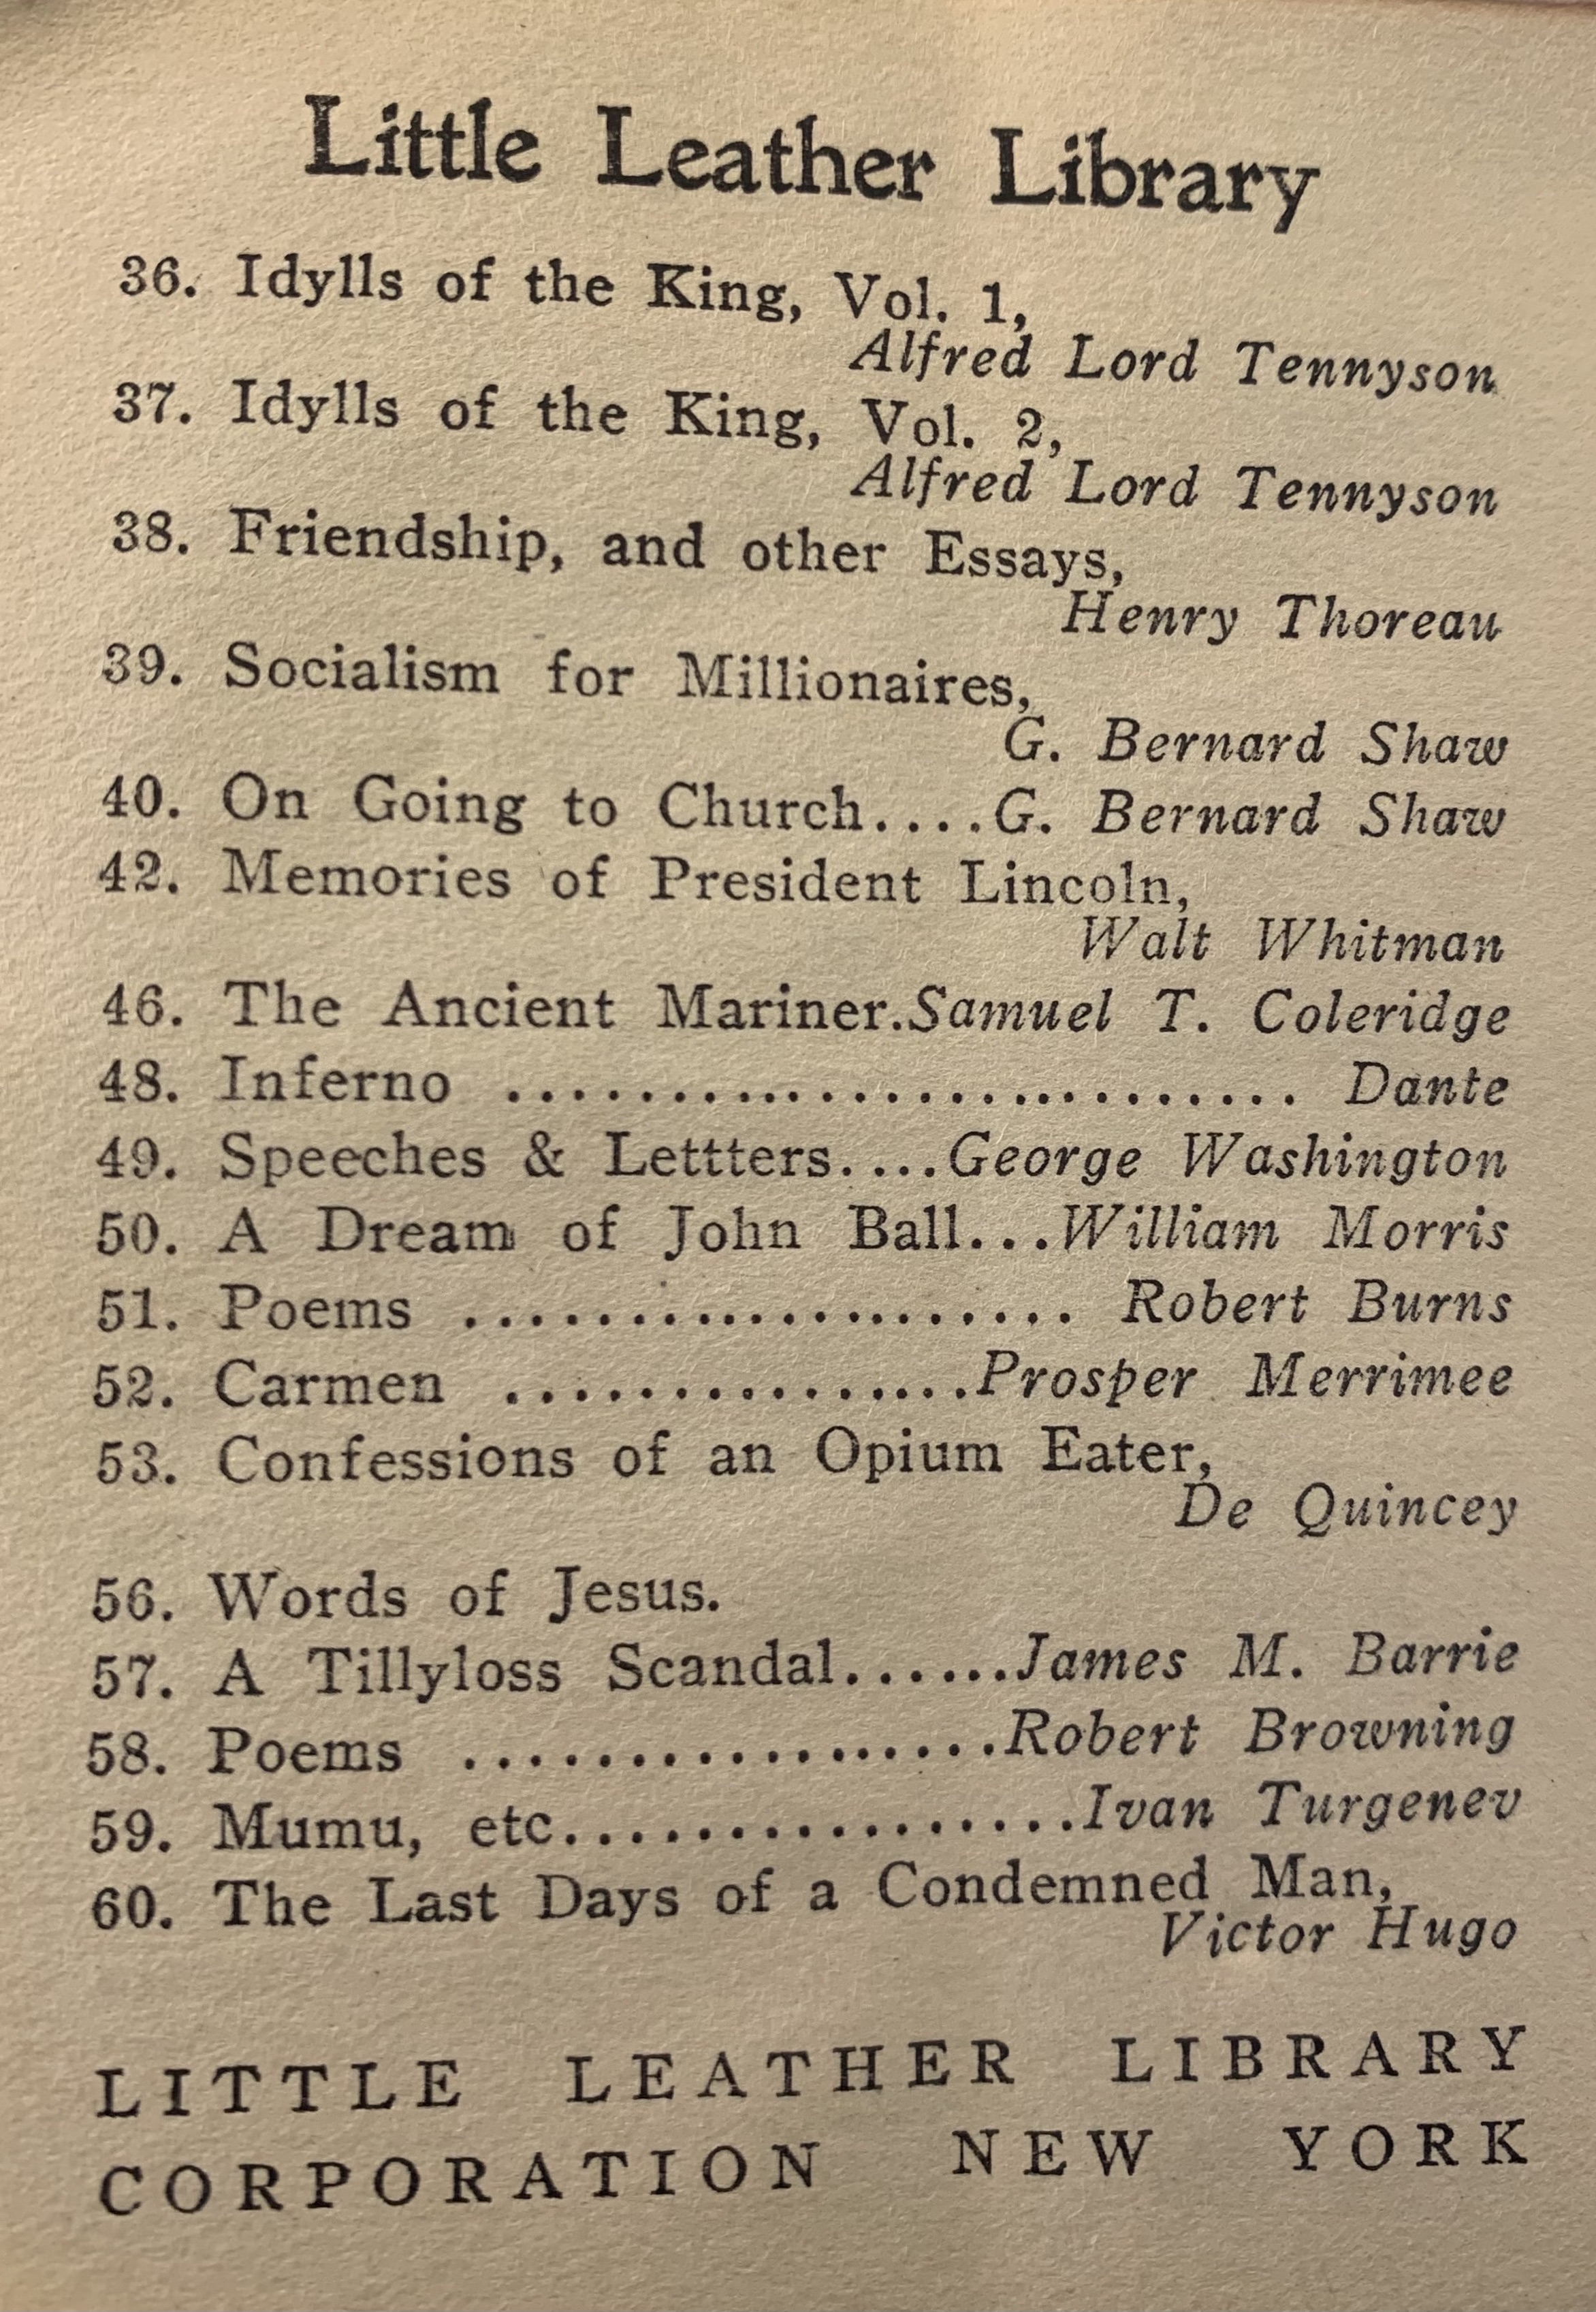 Little Leather Library
36. Idylls of the King, Vol. 1,
Alfred Lord Tennyson
37. Idylls of the King, Vol. 2,
Alfred Lord Tennyson
38. Friendship, and other Essays,
Henry Thoreau
39. Socialism for Millionaires,
G. Bernard Shaw
40. On Going to Church....G. Bernard Shaw
42. Memories of President Lincoln,
Walt Whitman
46. The Ancient Mariner.Samuel T. Coleridge
48. Inferno ........................ Dante
49. Speeches & Lettters....George Washington
50. A Dream of John Ball...William Morris
51. Poems ................... Robert Burns
52. Carmen ..............Prosper Merrimee
53. Confessions of an Opium Eater,
De Quincey
56. Words of Jesus.
57. A Tillyloss Scandal......James M. Barrie
58. Poems ................Robert Browning
59. Mumu, etc................Ivan Turgenev
60. The Last Days of a Condemned Man,
Victor Hugo
LITTLE LEATHER LIBRARY
CORPORATION NEW YORK